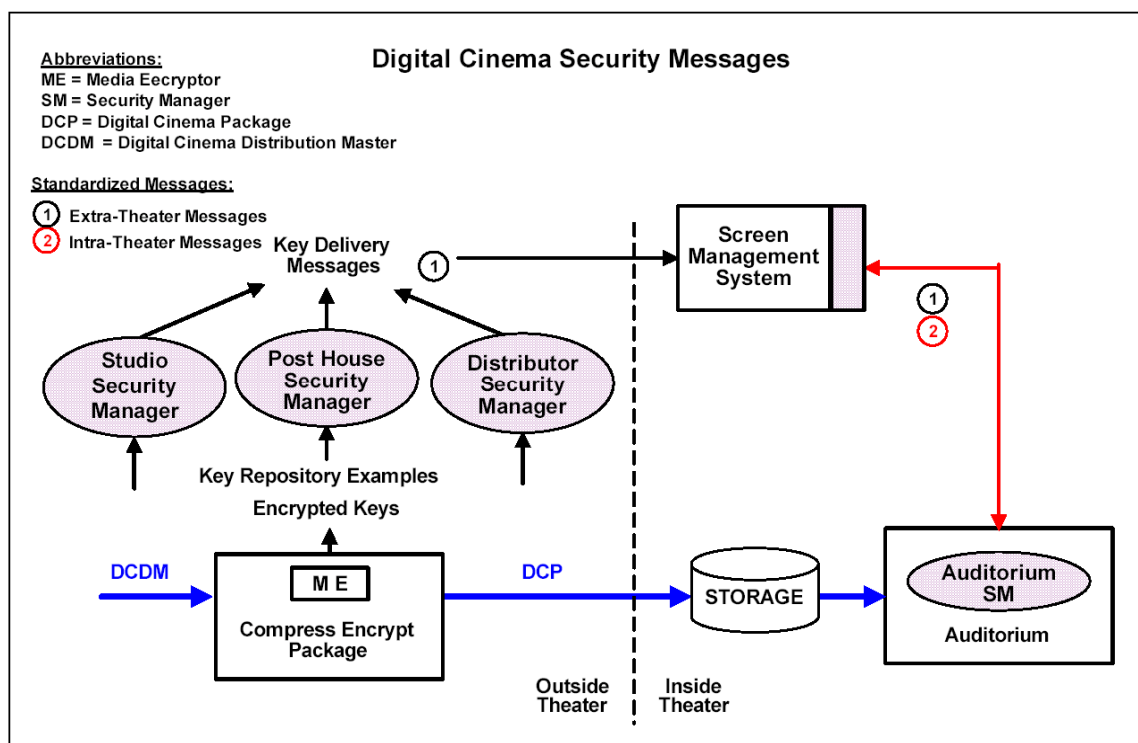 Digital Cinema Security Messages
Abbreviations:
ME = Media Eecryptor
SM = Security Manager
DCP = Digital Cinema Package
DCDM = Digital Cinema Distribution Master
Standardized Messages:
1 Extra-Theater Messages
2 Intra-Theater Messages
Key Delivery
Messages
1
Screen
Management
System
1
2
Studio
Security
Manager
Post House
Security
Manager
Distributor
Security
Manager
Key Repository Examples
Encrypted Keys
DCDM
M E
Compress Encrypt
Package
DCP
STORAGE
Auditorium
SM
Auditorium
Outside
Theater
Inside
Theater